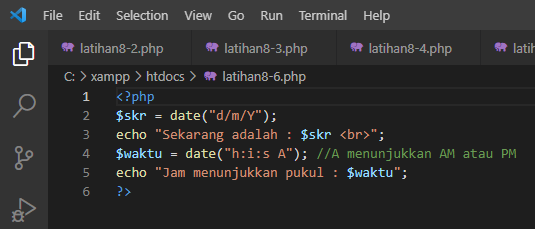 File Edit Selection View Go Run Terminal Help
latihan8-2.php latihan8-3.php latihan8-4.php latihan
C: > xampp > htdocs > latihan8-6.php
1 <?php
2 $skr = date("d/m/Y");
3 echo "Sekarang adalah : $skr <br>";
4 $waktu = date("h:i:s A"); //A menunjukkan AM atau PM
5 echo "Jam menunjukkan pukul : $waktu";
6 ?>